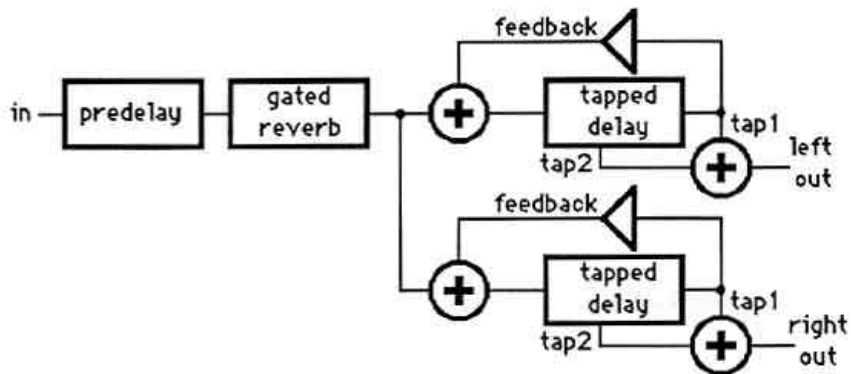 feedback
in
predelay
gated
reverb
+
tapped
delay
tap1
tap2
+
left
out
feedback
+
tapped
delay
tap1
tap2
+
right
out